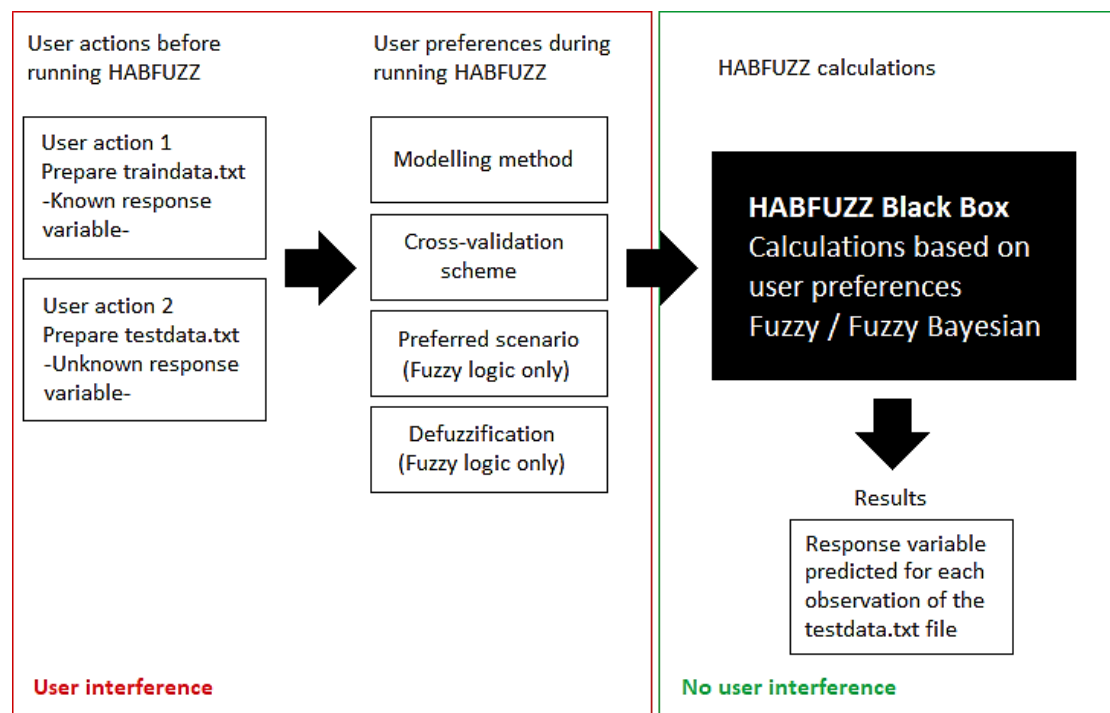 User actions before
running HABFUZZ
User action 1
Prepare traindata.txt
-Known response
variable-
User action 2
Prepare testdata.txt
-Unknown response
variable-
User preferences during
running HABFUZZ
Modelling method
Cross-validation
scheme
Preferred scenario
(Fuzzy logic only)
Defuzzification
(Fuzzy logic only)
User interference
HABFUZZ calculations
HABFUZZ Black Box
Calculations based on
user preferences
Fuzzy / Fuzzy Bayesian
Results
Response variable
predicted for each
observation of the
testdata.txt file
No user interference